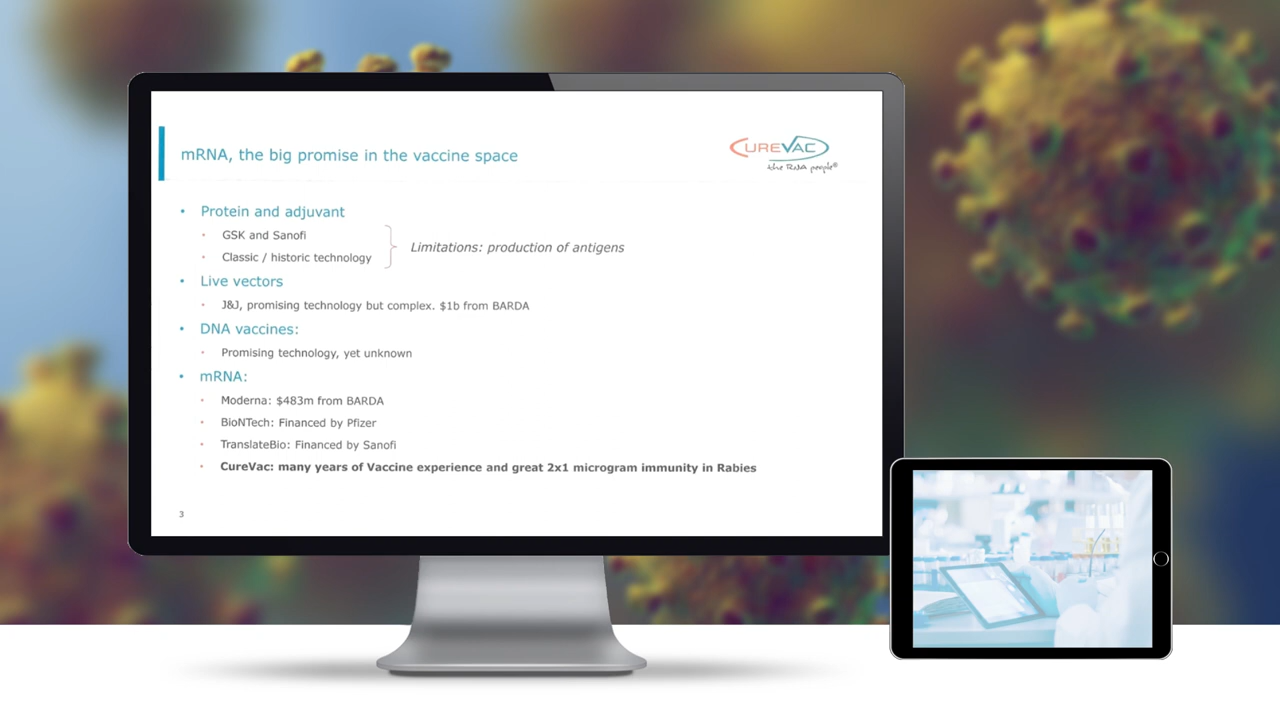 mRNA, the big promise in the vaccine space
CUREVAC
the RNA people®
• Protein and adjuvant
• GSK and Sanofi
• Classic / historic technology
Limitations: production of antigens
• Live vectors
• J&J, promising technology but complex. $1b from BARDA
• DNA vaccines:
• Promising technology, yet unknown
• mRNA:
• Moderna: $483m from BARDA
• BioNTech: Financed by Pfizer
• TranslateBio: Financed by Sanofi
• CureVac: many years of Vaccine experience and great 2x1 microgram immunity in Rabies
3